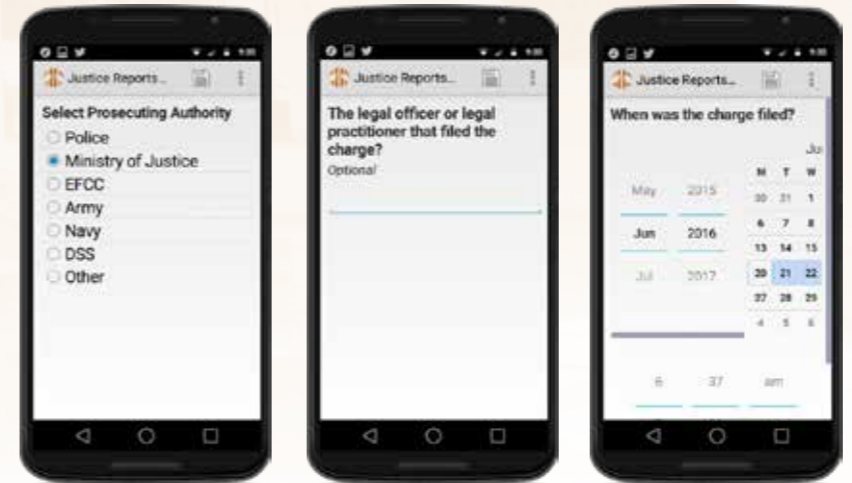 Justice Reports...
Select Prosecuting Authority
Police
Ministry of Justice
EFCC
Army
Navy
DSS
Other
Justice Reports...
The legal officer or legal
practitioner that filed the
charge?
Optional
Justice Reports...
When was the charge filed?
May 2015
Jun 2016
Jul 2017
M T W
30 31 1
6 7 8
13 14 15
20 21 22
27 28 29
4 5 6
6 37 am